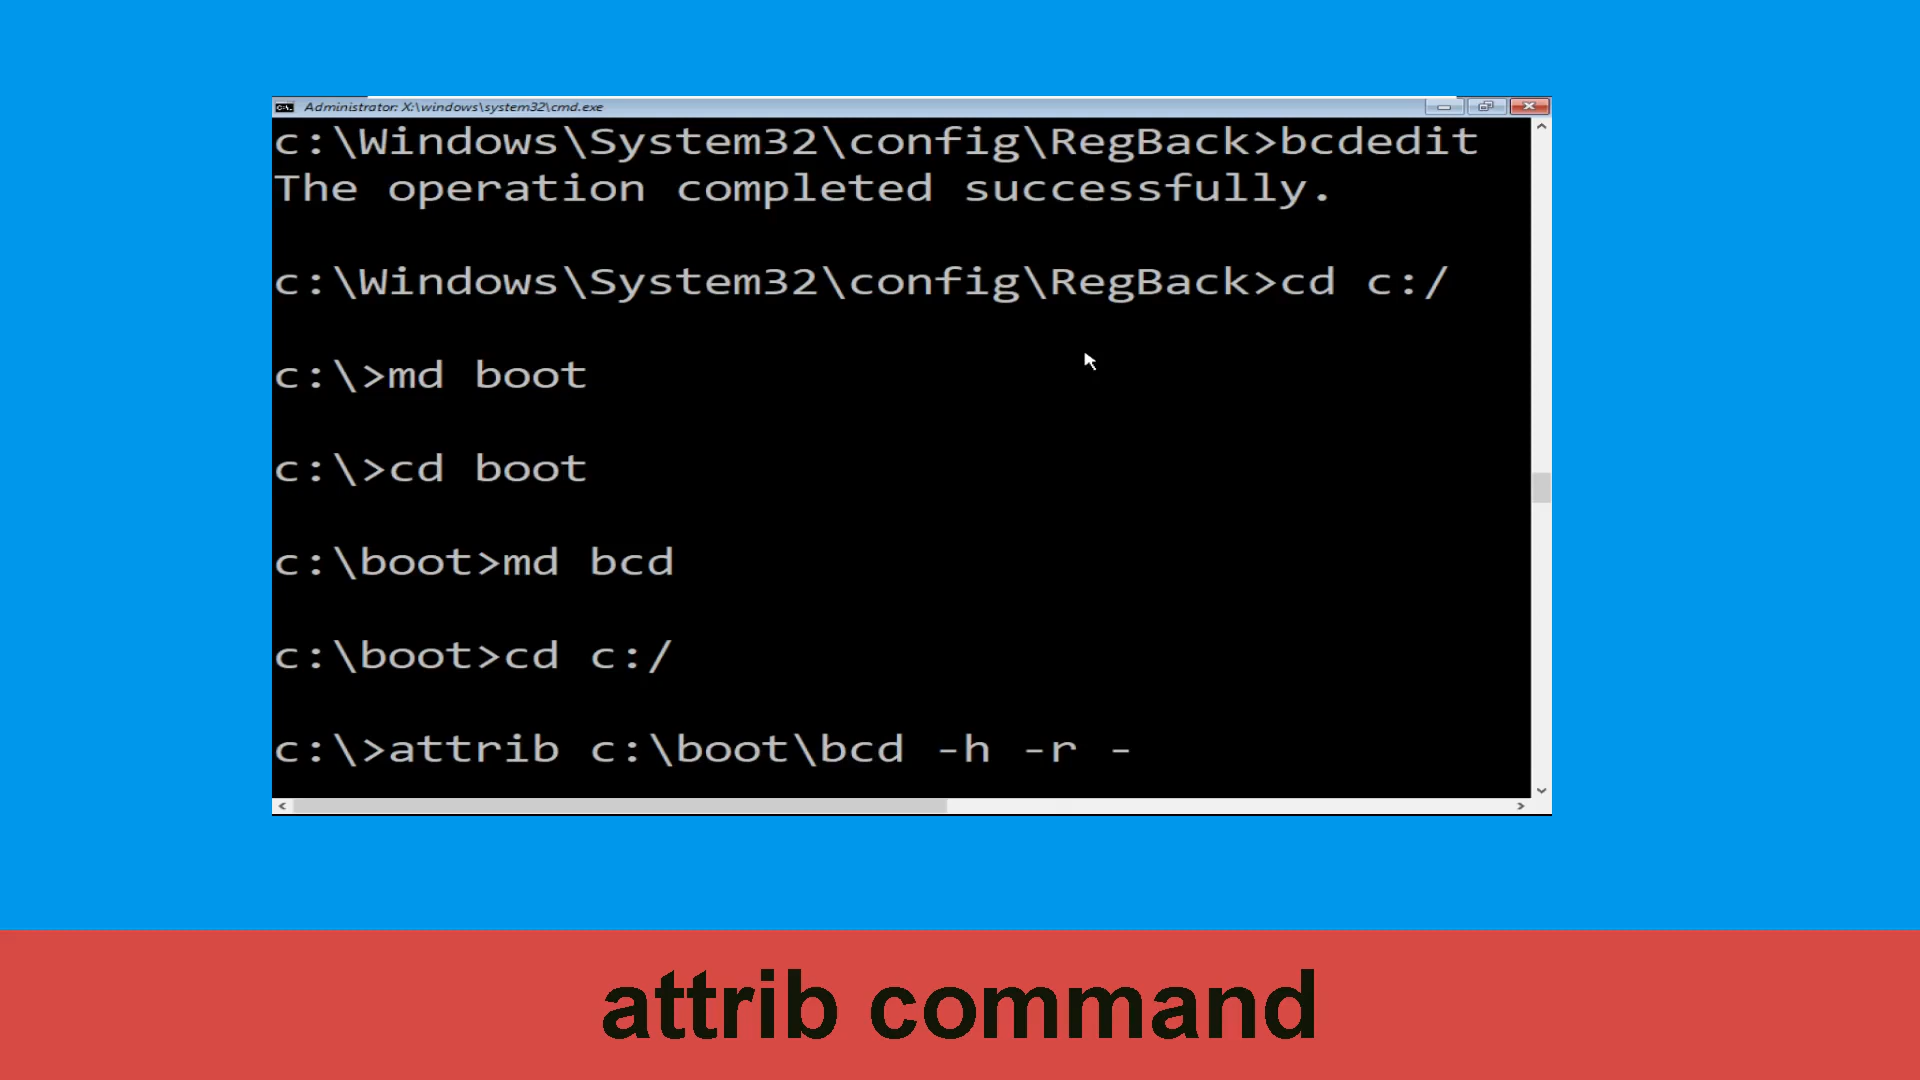 Administrator: X:\windows\system32\cmd.exe
c:\Windows\System32\config\RegBack>bcdedit
The operation completed successfully.
c:\Windows\System32\config\RegBack>cd c:/
c:\>md boot
c:\>cd boot
c:\boot>md bcd
c:\boot>cd c:/
c:\>attrib c:\boot\bcd -h -r -
attrib command